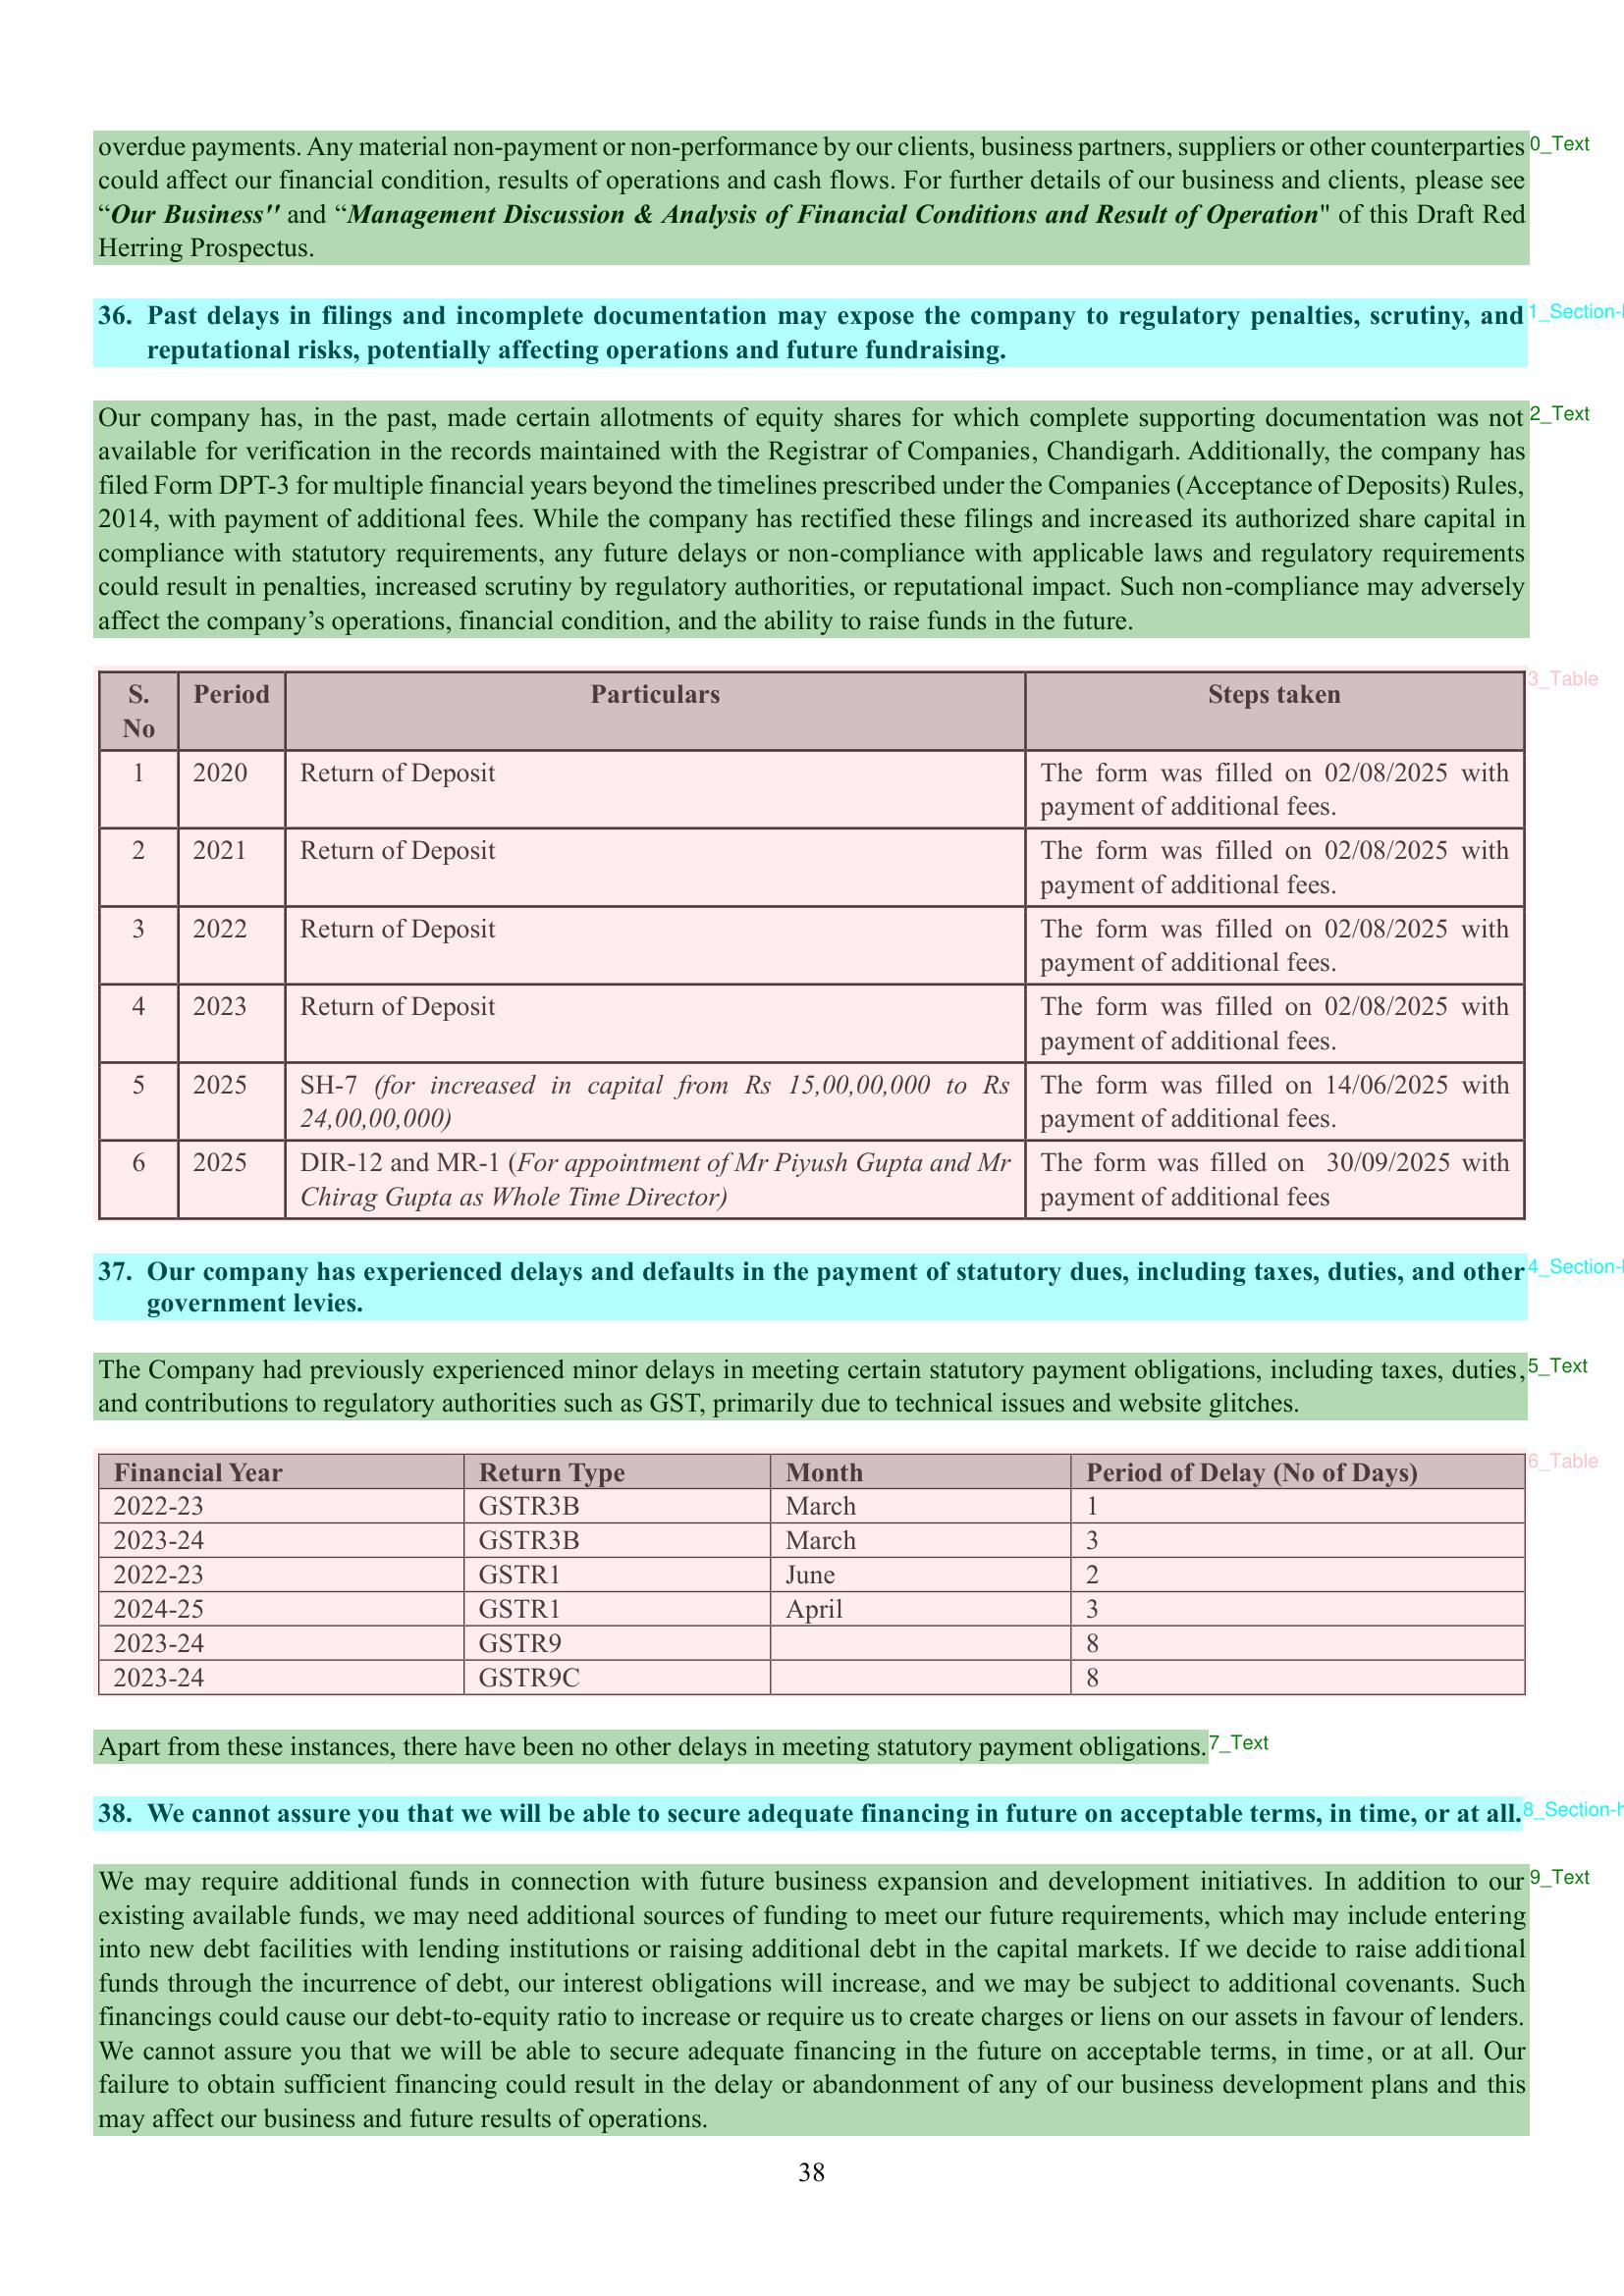 overdue payments. Any material non-payment or non-performance by our clients, business partners, suppliers or other counterparties 0_Text
could affect our financial condition, results of operations and cash flows. For further details of our business and clients, please see
“Our Business" and “Management Discussion & Analysis of Financial Conditions and Result of Operation" of this Draft Red
Herring Prospectus.
36. Past delays in filings and incomplete documentation may expose the company to regulatory penalties, scrutiny, and 1_Section-
reputational risks, potentially affecting operations and future fundraising.
Our company has, in the past, made certain allotments of equity shares for which complete supporting documentation was not 2_Text
available for verification in the records maintained with the Registrar of Companies, Chandigarh. Additionally, the company has
filed Form DPT-3 for multiple financial years beyond the timelines prescribed under the Companies (Acceptance of Deposits) Rules,
2014, with payment of additional fees. While the company has rectified these filings and increased its authorized share capital in
compliance with statutory requirements, any future delays or non-compliance with applicable laws and regulatory requirements
could result in penalties, increased scrutiny by regulatory authorities, or reputational impact. Such non-compliance may adversely
affect the company’s operations, financial condition, and the ability to raise funds in the future.
3_Table
S. No Period Particulars Steps taken
1 2020 Return of Deposit The form was filled on 02/08/2025 with
payment of additional fees.
2 2021 Return of Deposit The form was filled on 02/08/2025 with
payment of additional fees.
3 2022 Return of Deposit The form was filled on 02/08/2025 with
payment of additional fees.
4 2023 Return of Deposit The form was filled on 02/08/2025 with
payment of additional fees.
5 2025 SH-7 (for increased in capital from Rs 15,00,00,000 to Rs The form was filled on 14/06/2025 with
24,00,00,000) payment of additional fees.
6 2025 DIR-12 and MR-1 (For appointment of Mr Piyush Gupta and Mr The form was filled on 30/09/2025 with
Chirag Gupta as Whole Time Director) payment of additional fees
37. Our company has experienced delays and defaults in the payment of statutory dues, including taxes, duties, and other 4_Section-
government levies.
The Company had previously experienced minor delays in meeting certain statutory payment obligations, including taxes, duties, 5_Text
and contributions to regulatory authorities such as GST, primarily due to technical issues and website glitches.
6_Table
Financial Year Return Type Month Period of Delay (No of Days)
2022-23 GSTR3B March 1
2023-24 GSTR3B March 3
2022-23 GSTR1 June 2
2024-25 GSTR1 April 3
2023-24 GSTR9 8
2023-24 GSTR9C 8
Apart from these instances, there have been no other delays in meeting statutory payment obligations. 7_Text
38. We cannot assure you that we will be able to secure adequate financing in future on acceptable terms, in time, or at all. 8_Section-h
We may require additional funds in connection with future business expansion and development initiatives. In addition to our 9_Text
existing available funds, we may need additional sources of funding to meet our future requirements, which may include entering
into new debt facilities with lending institutions or raising additional debt in the capital markets. If we decide to raise additional
funds through the incurrence of debt, our interest obligations will increase, and we may be subject to additional covenants. Such
financings could cause our debt-to-equity ratio to increase or require us to create charges or liens on our assets in favour of lenders.
We cannot assure you that we will be able to secure adequate financing in the future on acceptable terms, in time, or at all. Our
failure to obtain sufficient financing could result in the delay or abandonment of any of our business development plans and this
may affect our business and future results of operations.
38